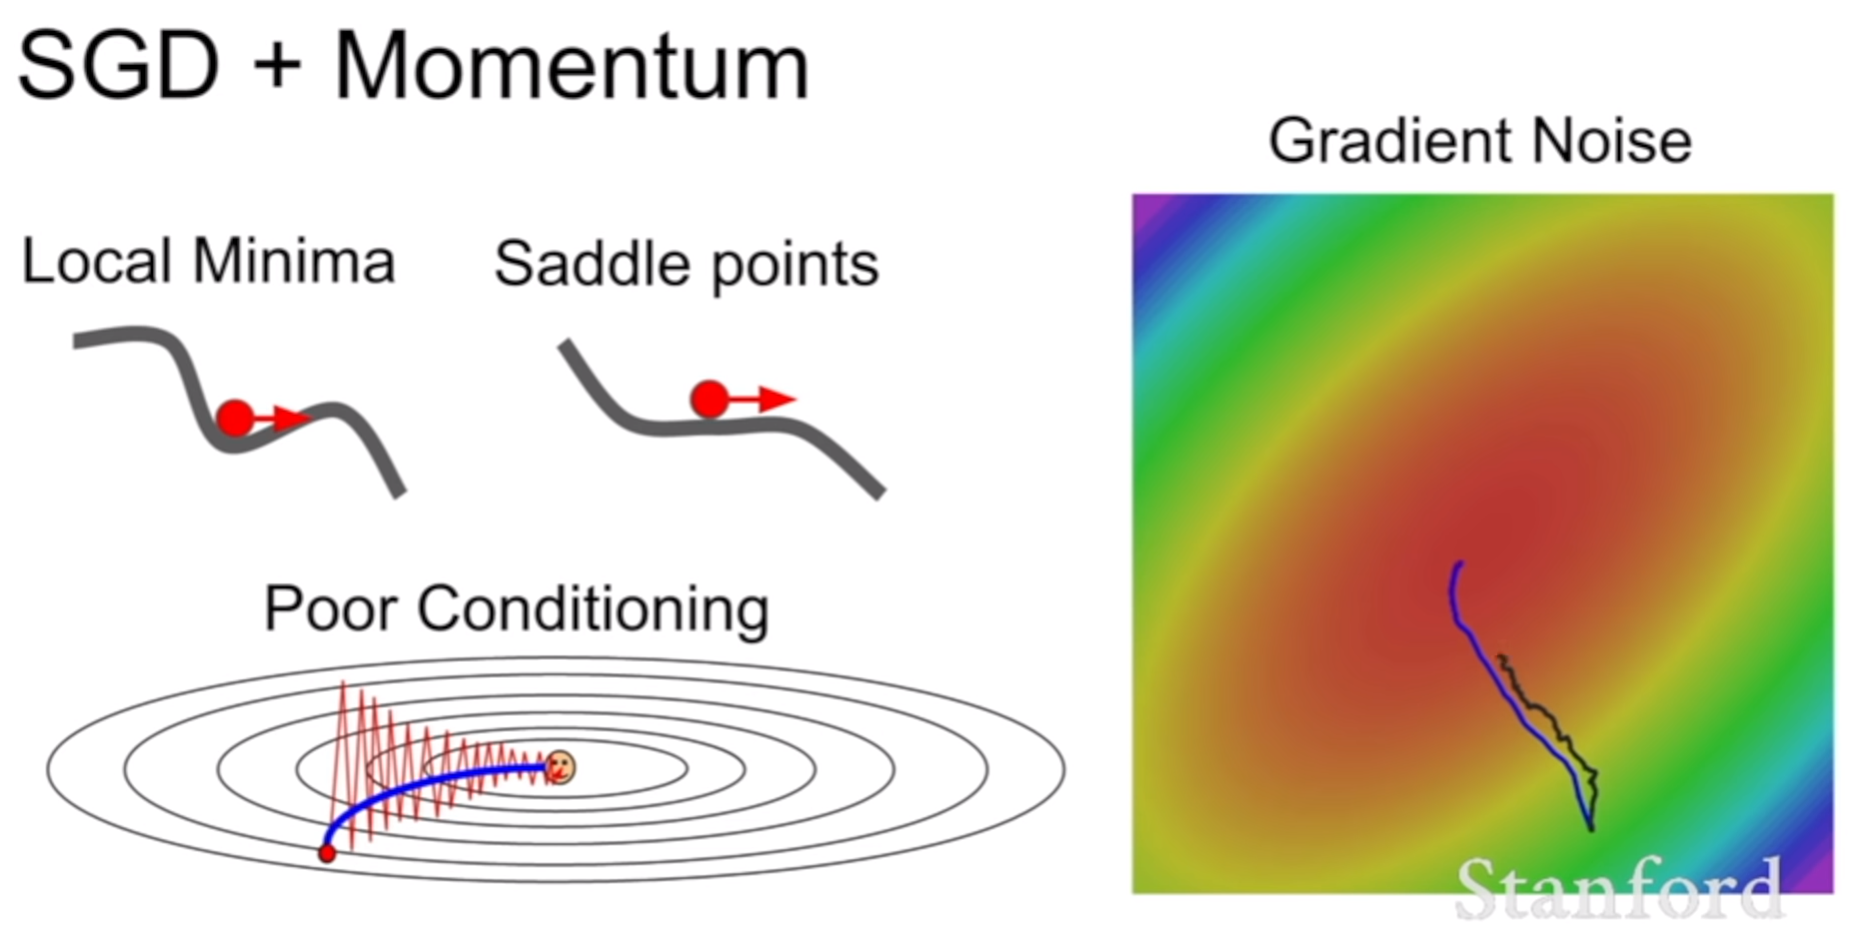 SGD + Momentum
Gradient Noise
Local Minima
Saddle points
Poor Conditioning
Stanford